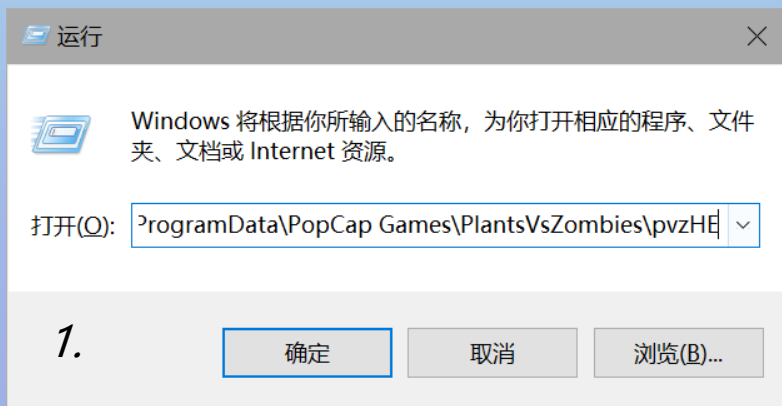 运行
Windows 将根据你所输入的名称，为你打开相应的程序、文件
夹、文档或 Internet 资源。
打开(O): ProgramData\PopCap Games\PlantsVsZombies\pvzHE
1.
确定 取消 浏览(B)...